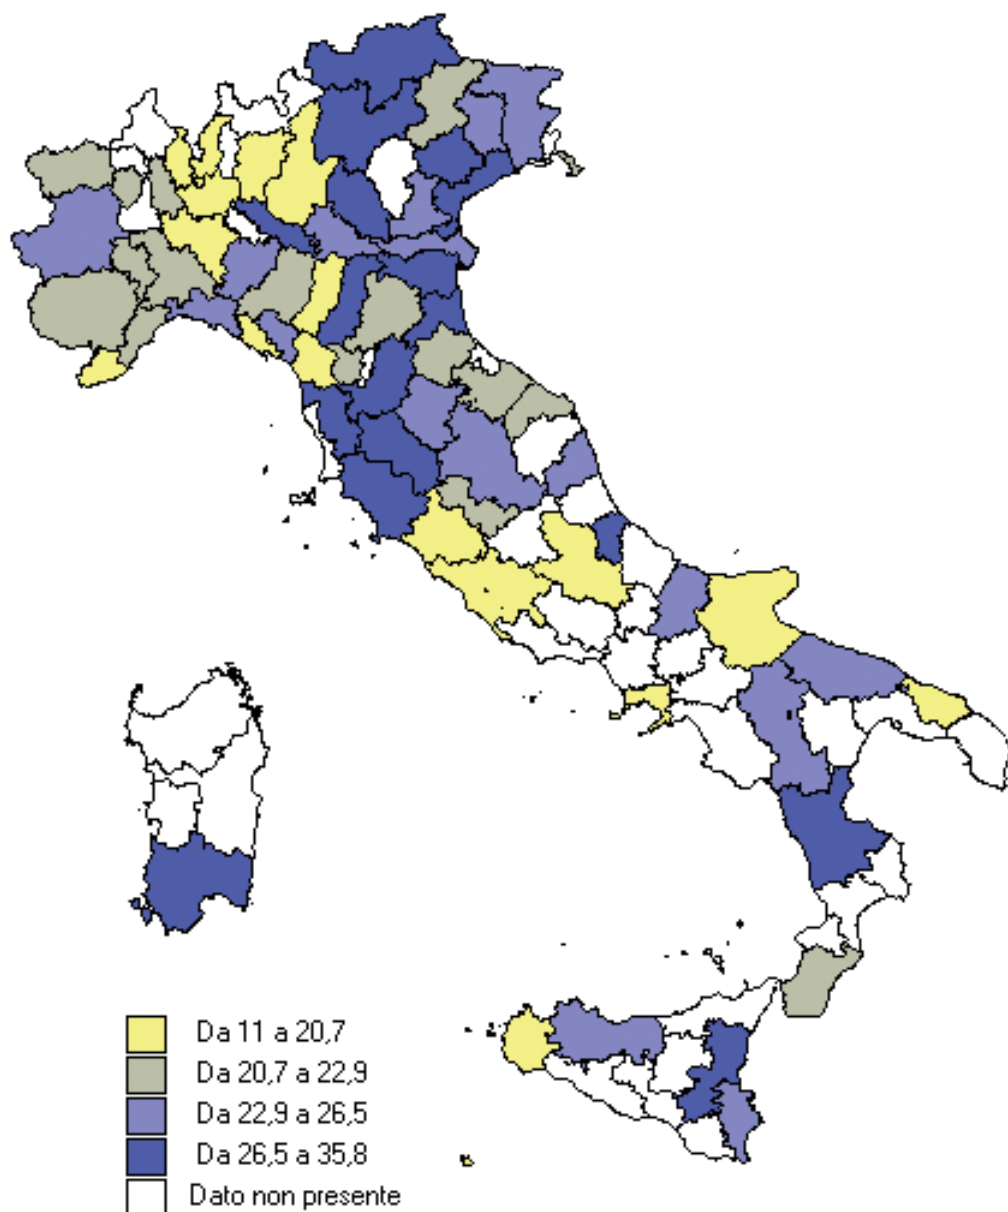 Da 11 a 20,7
Da 20,7 a 22,9
Da 22,9 a 26,5
Da 26,5 a 35,8
Dato non presente